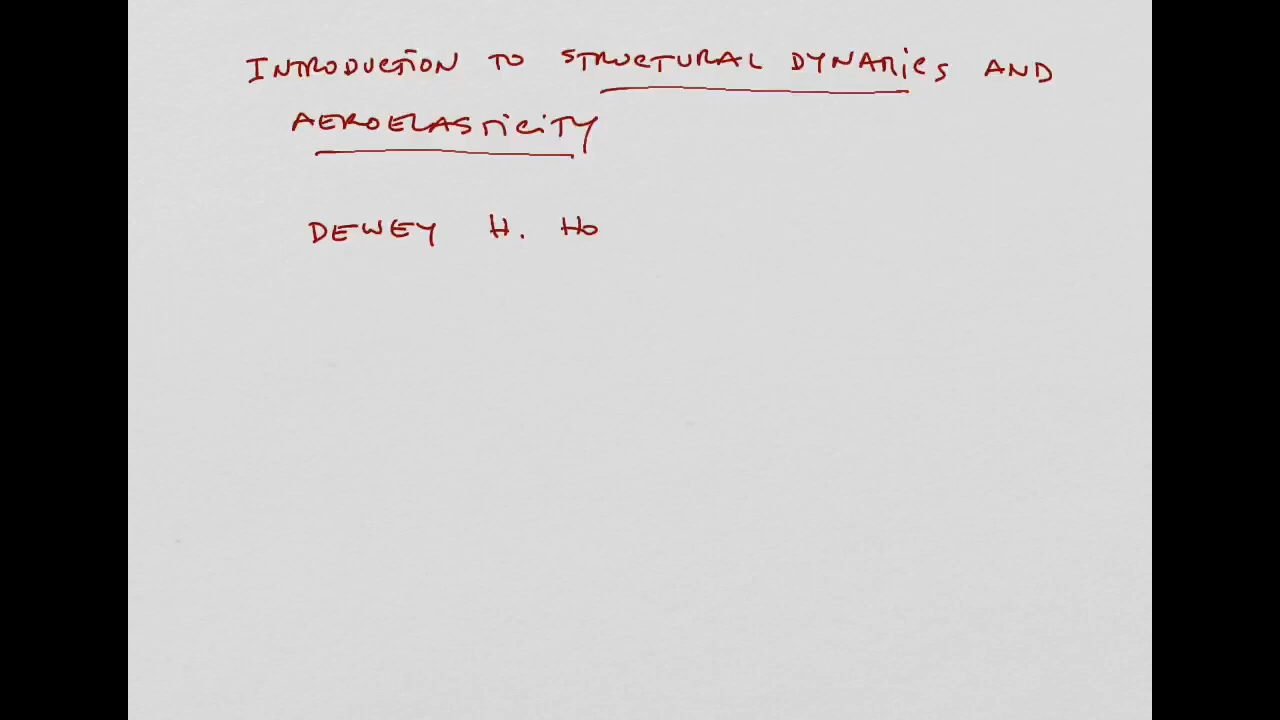 INTRODUCTION TO STRUCTURAL DYNAMICS AND
AEROELASTICITY
DEWEY H. Ho